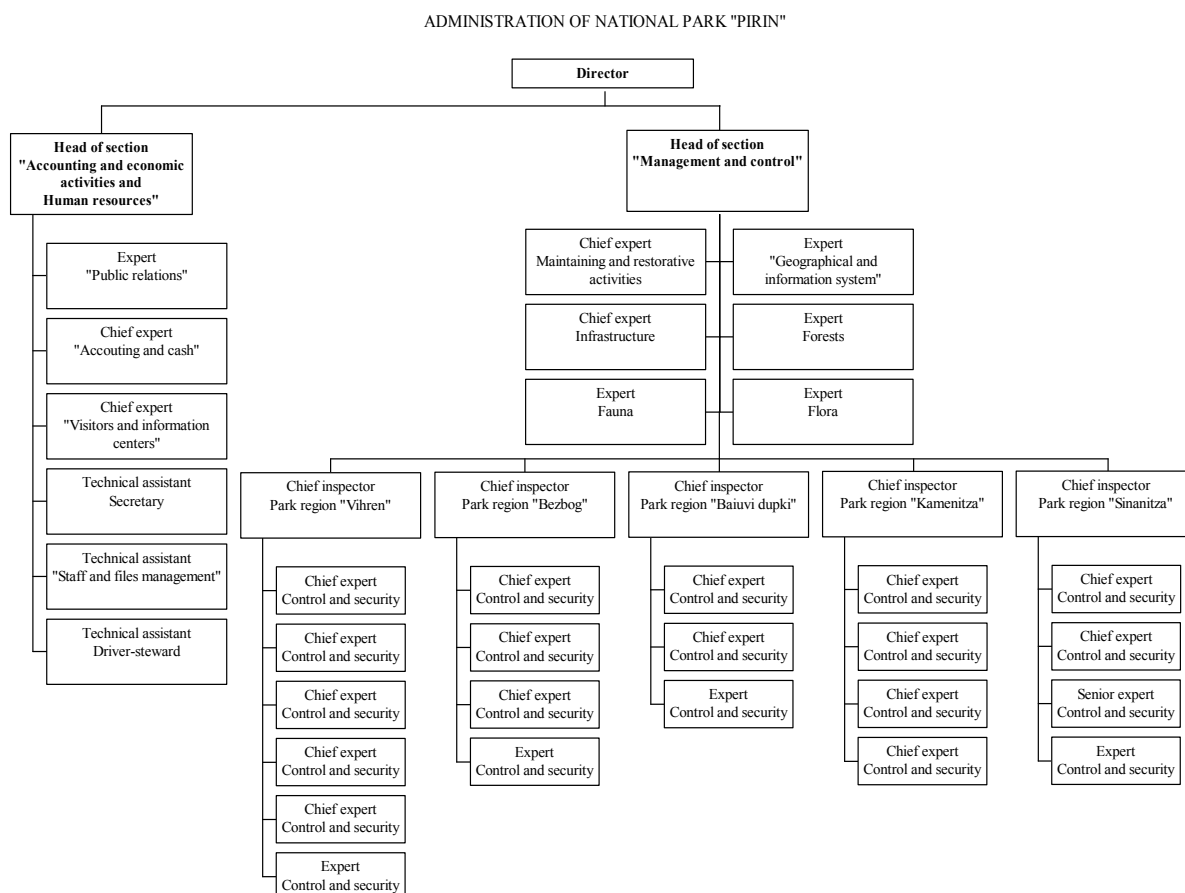 ADMINISTRATION OF NATIONAL PARK "PIRIN"
Director
Head of section
"Accounting and economic
activities and
Human resources"
Head of section
"Management and control"
Expert
"Public relations"
Chief expert
"Accouting and cash"
Chief expert
"Visitors and information
centers"
Technical assistant
Secretary
Technical assistant
"Staff and files management"
Technical assistant
Driver-steward
Chief expert
Maintaining and restorative
activities
Expert
"Geographical and
information system"
Chief expert
Infrastructure
Expert
Forests
Expert
Fauna
Expert
Flora
Chief inspector
Park region "Vihren"
Chief expert
Control and security
Chief expert
Control and security
Chief expert
Control and security
Chief expert
Control and security
Chief expert
Control and security
Expert
Control and security
Chief inspector
Park region "Bezbog"
Chief expert
Control and security
Chief expert
Control and security
Chief expert
Control and security
Expert
Control and security
Chief inspector
Park region "Baiuvi dupki"
Chief expert
Control and security
Chief expert
Control and security
Expert
Control and security
Chief inspector
Park region "Kamenitza"
Chief expert
Control and security
Chief expert
Control and security
Chief expert
Control and security
Chief expert
Control and security
Chief inspector
Park region "Sinanitza"
Chief expert
Control and security
Chief expert
Control and security
Senior expert
Control and security
Expert
Control and security